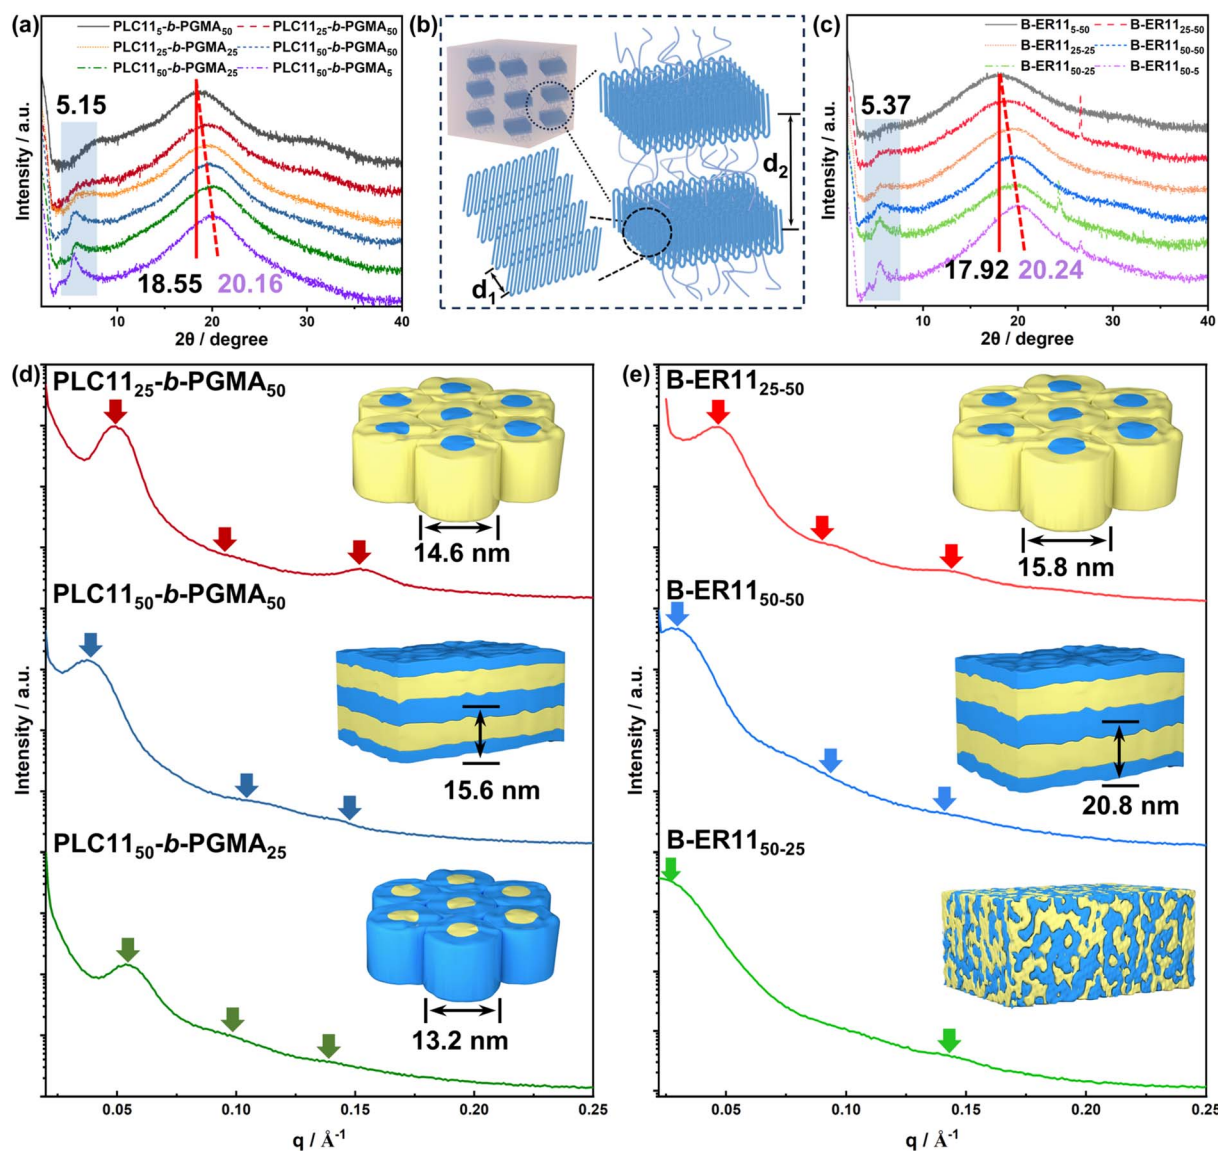 (a)
PLC11₅-b-PGMA₅₀
PLC11₂₅-b-PGMA₅₀
PLC11₂₅-b-PGMA₂₅
PLC11₅₀-b-PGMA₅₀
PLC11₅₀-b-PGMA₂₅
PLC11₅₀-b-PGMA₅
5.15
18.55
20.16
Intensity / a.u.
10
20
30
40
2θ / degree
(b)
d₁
d₂
(c)
B-ER11₅₋₅₀
B-ER11₂₅₋₅₀
B-ER11₂₅₋₂₅
B-ER11₅₀₋₅₀
B-ER11₅₀₋₂₅
B-ER11₅₀₋₅
5.37
17.92
20.24
Intensity / a.u.
10
20
30
40
2θ / degree
(d)
PLC11₂₅-b-PGMA₅₀
14.6 nm
PLC11₅₀-b-PGMA₅₀
15.6 nm
PLC11₅₀-b-PGMA₂₅
13.2 nm
Intensity / a.u.
0.05
0.10
0.15
0.20
0.25
q / Å⁻¹
(e)
B-ER11₂₅₋₅₀
15.8 nm
B-ER11₅₀₋₅₀
20.8 nm
B-ER11₅₀₋₂₅
Intensity / a.u.
0.05
0.10
0.15
0.20
0.25
q / Å⁻¹